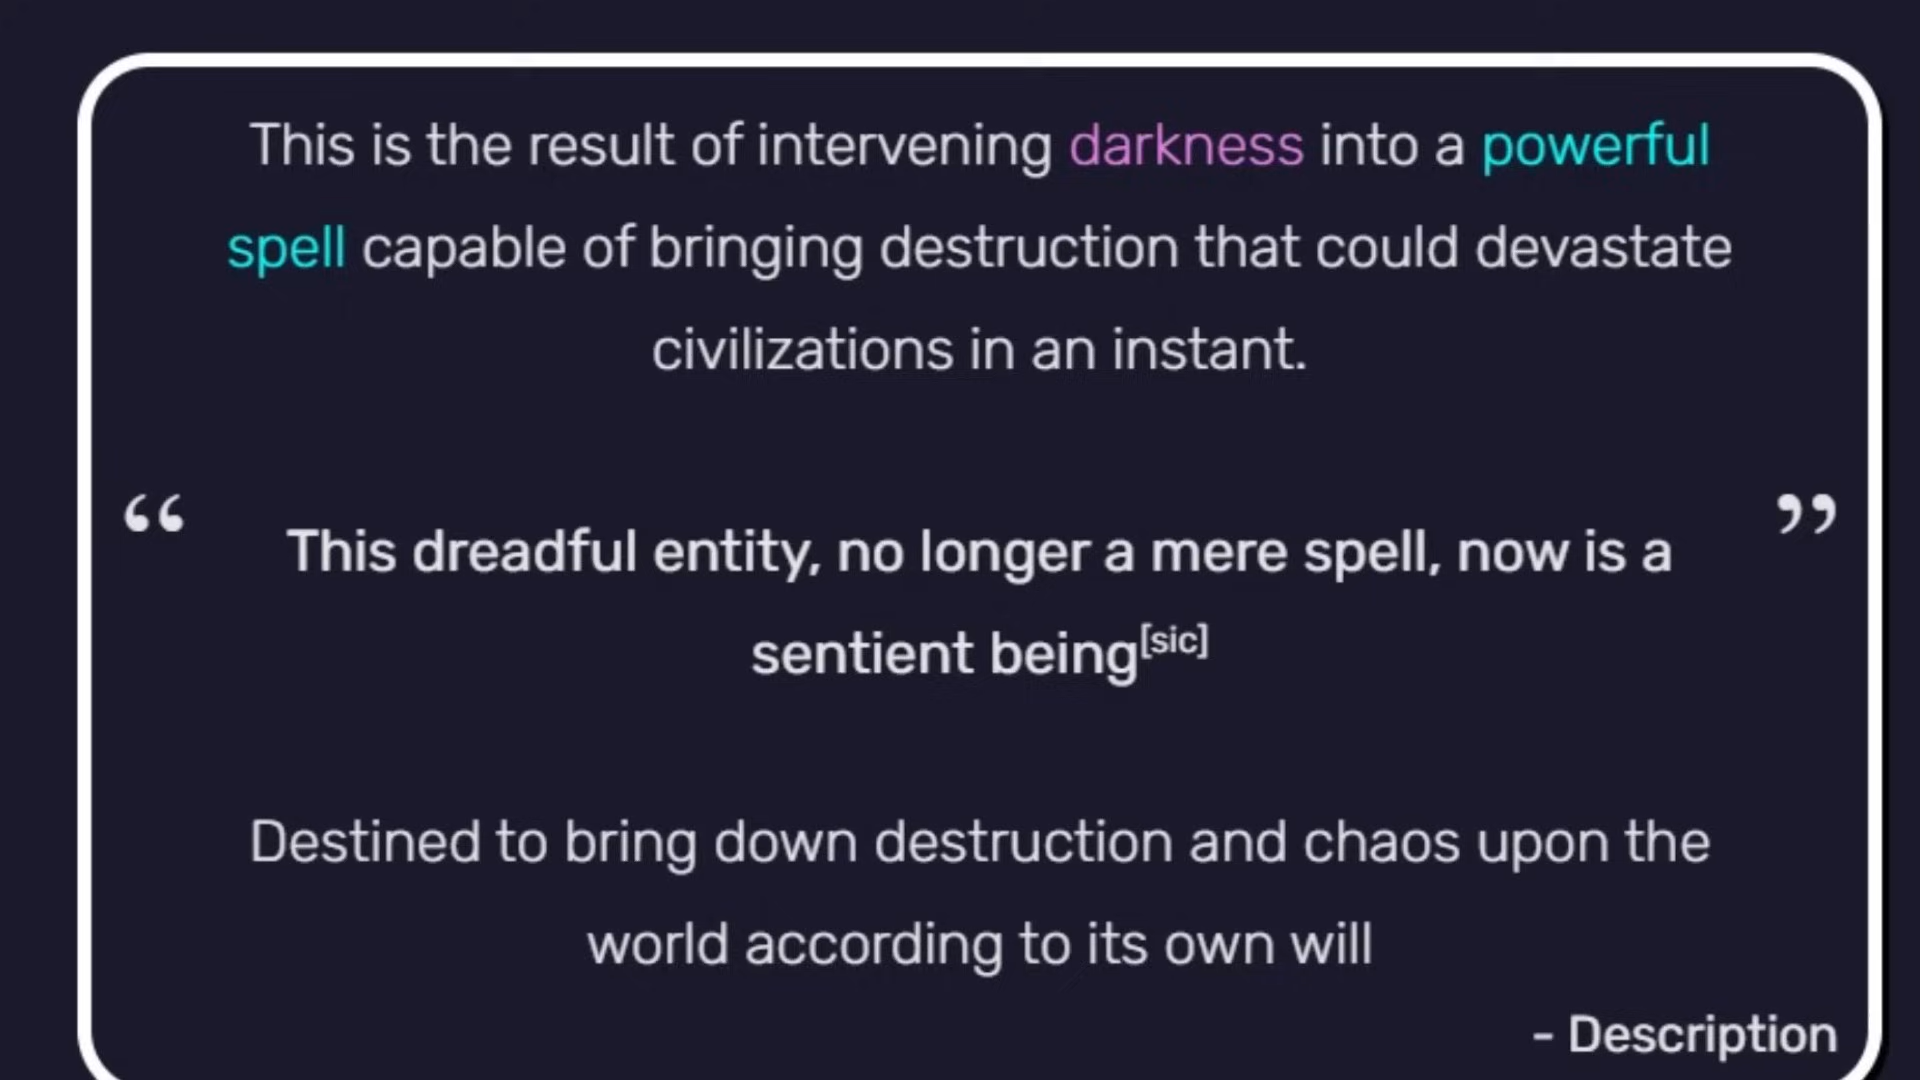 This is the result of intervening darkness into a powerful
spell capable of bringing destruction that could devastate
civilizations in an instant.
“ This dreadful entity, no longer a mere spell, now is a ”
sentient being[sic]
Destined to bring down destruction and chaos upon the
world according to its own will
- Description